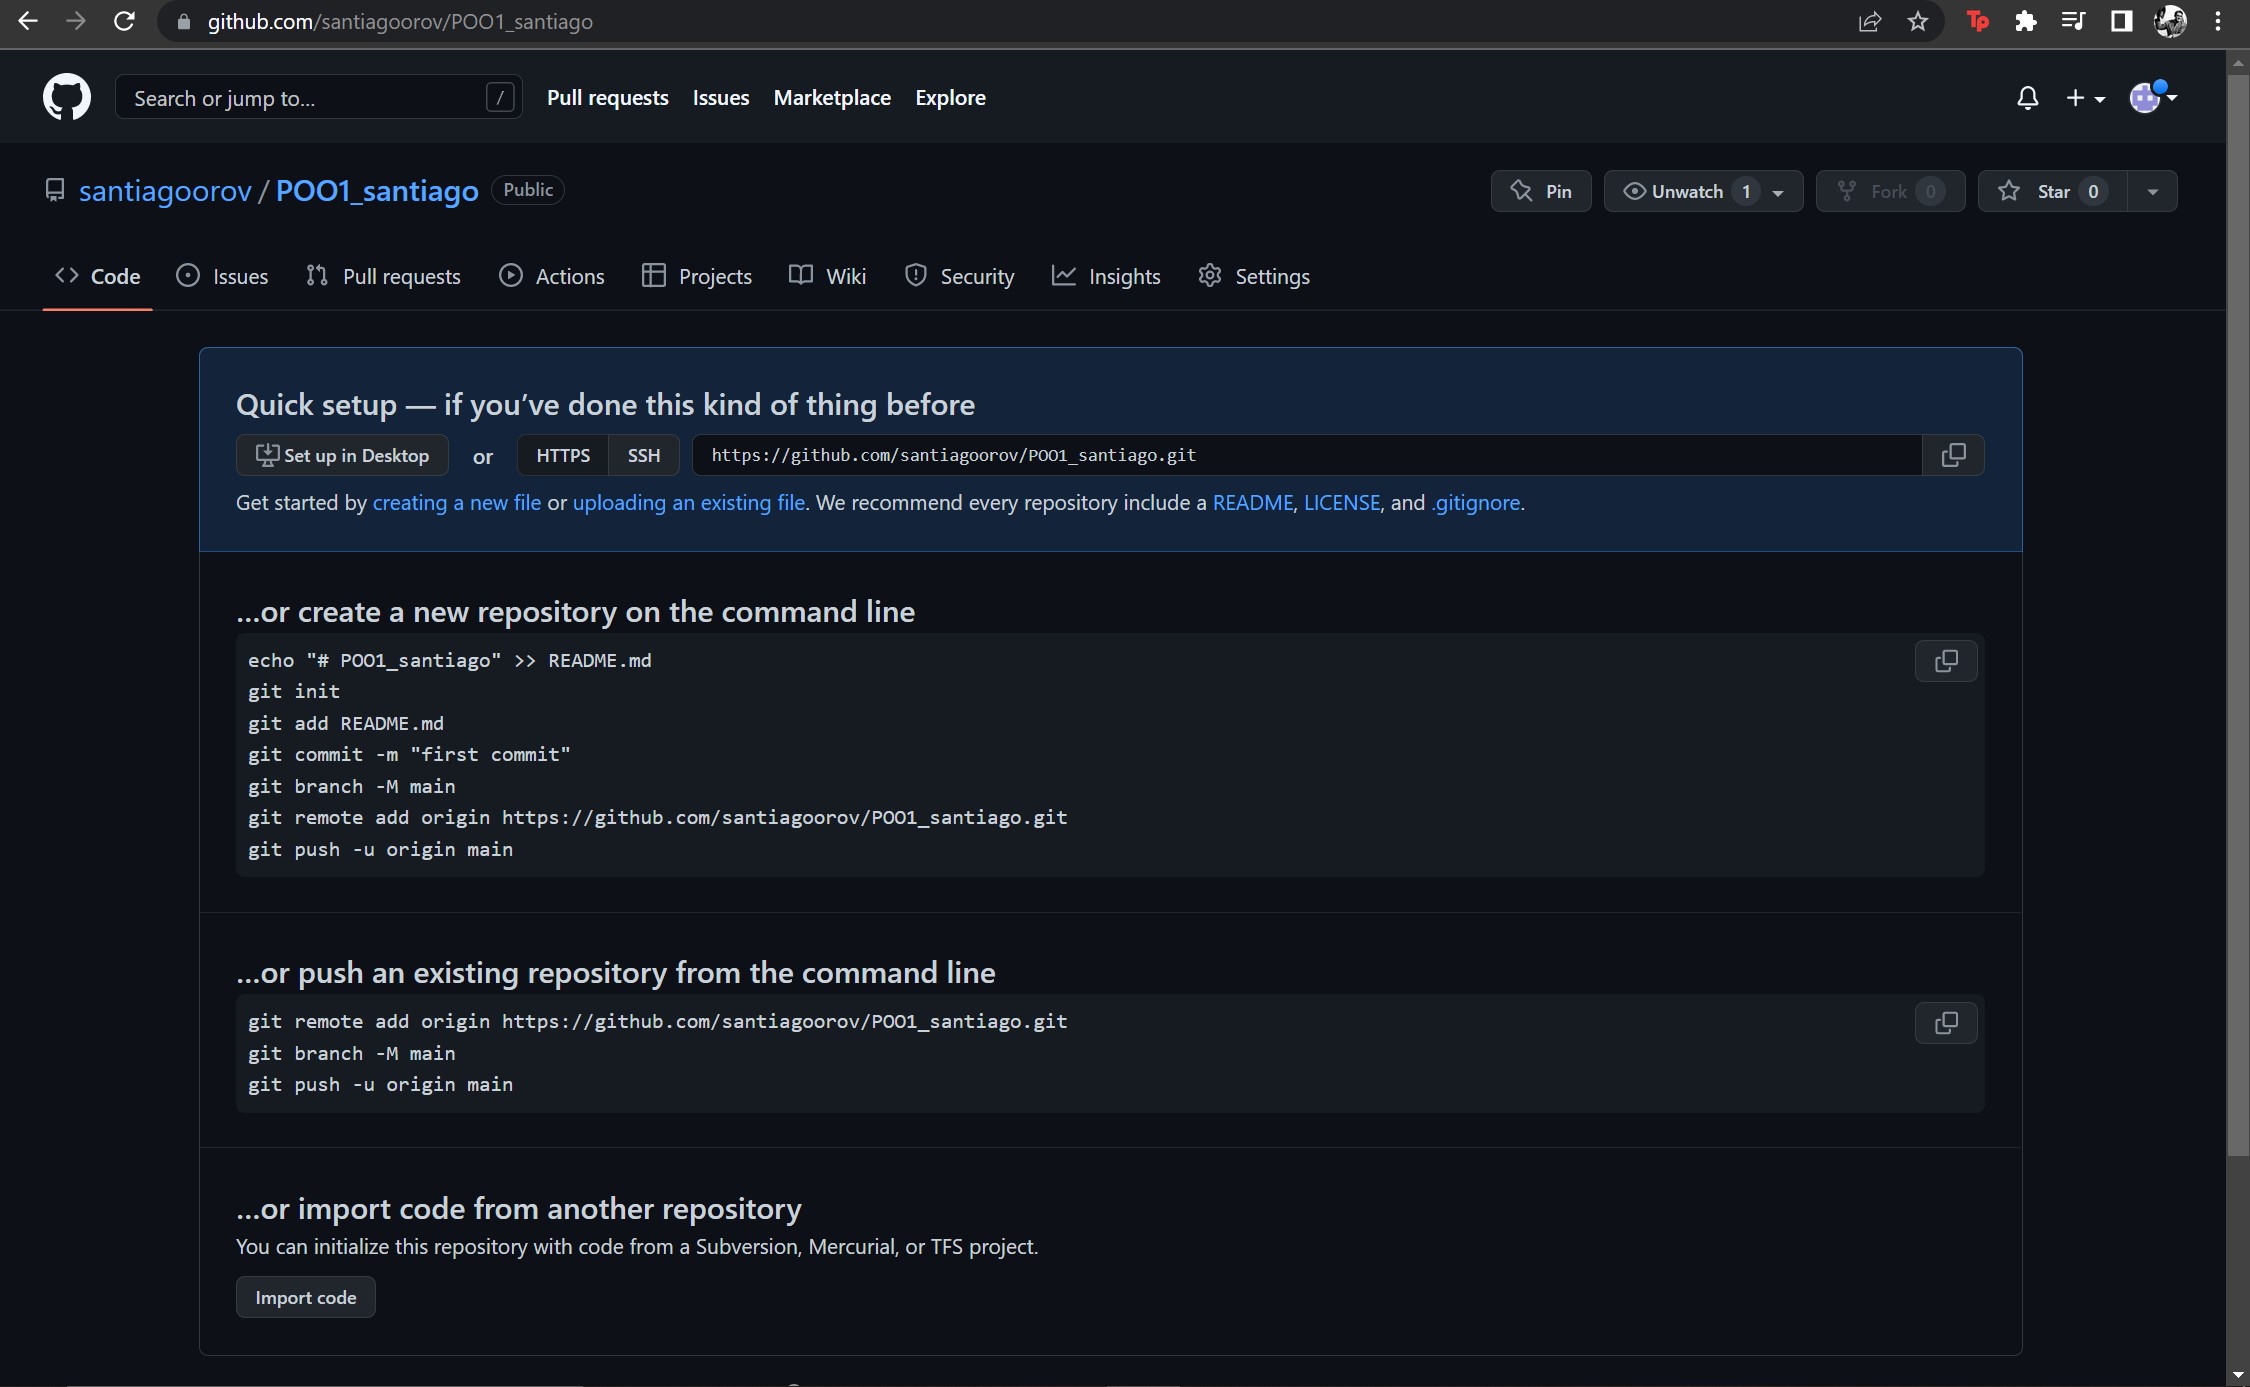 github.com/santiagoorov/POO1_santiago
Tp
Search or jump to... /
Pull requests Issues Marketplace Explore
santiagoorov / POO1_santiago Public
Pin
Unwatch 1
Fork 0
Star 0
Code Issues Pull requests Actions Projects Wiki Security Insights Settings
Quick setup — if you’ve done this kind of thing before
Set up in Desktop or HTTPS SSH https://github.com/santiagoorov/POO1_santiago.git
Get started by creating a new file or uploading an existing file. We recommend every repository include a README, LICENSE, and .gitignore.
…or create a new repository on the command line
echo "# POO1_santiago" >> README.md
git init
git add README.md
git commit -m "first commit"
git branch -M main
git remote add origin https://github.com/santiagoorov/POO1_santiago.git
git push -u origin main
…or push an existing repository from the command line
git remote add origin https://github.com/santiagoorov/POO1_santiago.git
git branch -M main
git push -u origin main
…or import code from another repository
You can initialize this repository with code from a Subversion, Mercurial, or TFS project.
Import code